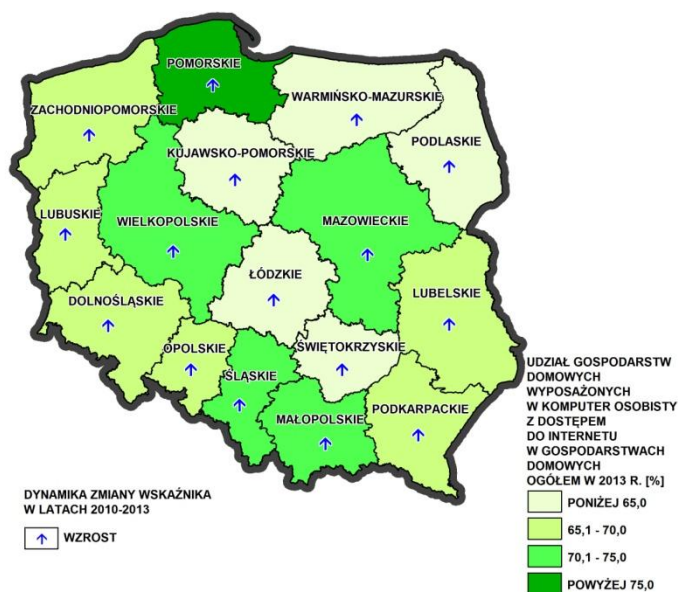 POMORSKIE
WARMIŃSKO-MAZURSKIE
ZACHODNIOPOMORSKIE
PODLASKIE
KUJAWSKO-POMORSKIE
LUBUSKIE
WIELKOPOLSKIE
MAZOWIECKIE
ŁÓDZKIE
DOLNOŚLĄSKIE
LUBELSKIE
OPOLSKIE
ŚWIĘTOKRZYSKIE
ŚLĄSKIE
MAŁOPOLSKIE
PODKARPACKIE
UDZIAŁ GOSPODARSTW
DOMOWYCH
WYPOSAŻONYCH
W KOMPUTER OSOBISTY
Z DOSTĘPEM
DO INTERNETU
W GOSPODARSTWACH
DOMOWYCH
OGÓŁEM W 2013 R. [%]
PONIŻEJ 65,0
65,1 - 70,0
70,1 - 75,0
POWYŻEJ 75,0
DYNAMIKA ZMIANY WSKAŹNIKA
W LATACH 2010-2013
WZROST